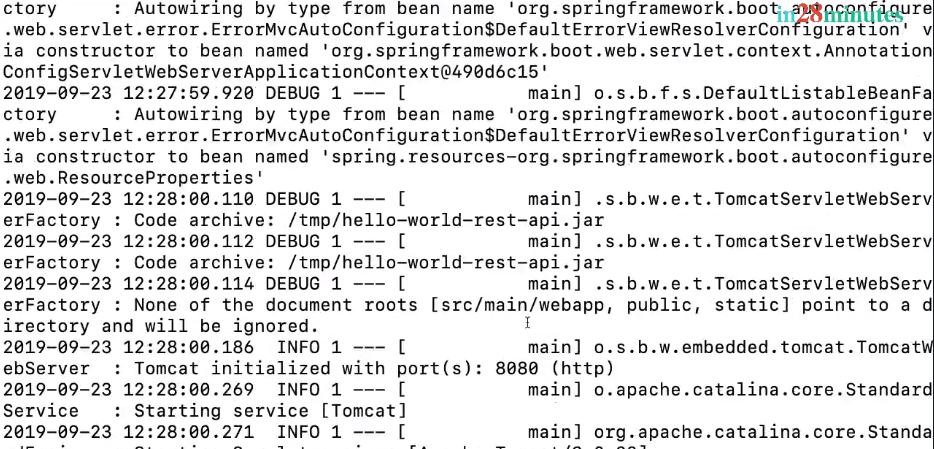 in28minutes
ctory     : Autowiring by type from bean name 'org.springframework.boot.autoconfigure
.web.servlet.error.ErrorMvcAutoConfiguration$DefaultErrorViewResolverConfiguration' v
ia constructor to bean named 'org.springframework.boot.web.servlet.context.Annotation
ConfigServletWebServerApplicationContext@490d6c15'
2019-09-23 12:27:59.920 DEBUG 1 --- [           main] o.s.b.f.s.DefaultListableBeanFa
ctory     : Autowiring by type from bean name 'org.springframework.boot.autoconfigure
.web.servlet.error.ErrorMvcAutoConfiguration$DefaultErrorViewResolverConfiguration' v
ia constructor to bean named 'spring.resources-org.springframework.boot.autoconfigure
.web.ResourceProperties'
2019-09-23 12:28:00.110 DEBUG 1 --- [           main] .s.b.w.e.t.TomcatServletWebServ
erFactory : Code archive: /tmp/hello-world-rest-api.jar
2019-09-23 12:28:00.112 DEBUG 1 --- [           main] .s.b.w.e.t.TomcatServletWebServ
erFactory : Code archive: /tmp/hello-world-rest-api.jar
2019-09-23 12:28:00.114 DEBUG 1 --- [           main] .s.b.w.e.t.TomcatServletWebServ
erFactory : None of the document roots [src/main/webapp, public, static] point to a d
irectory and will be ignored.
2019-09-23 12:28:00.186  INFO 1 --- [           main] o.s.b.w.embedded.tomcat.TomcatW
ebServer  : Tomcat initialized with port(s): 8080 (http)
2019-09-23 12:28:00.269  INFO 1 --- [           main] o.apache.catalina.core.Standard
Service   : Starting service [Tomcat]
2019-09-23 12:28:00.271  INFO 1 --- [           main] org.apache.catalina.core.Standa